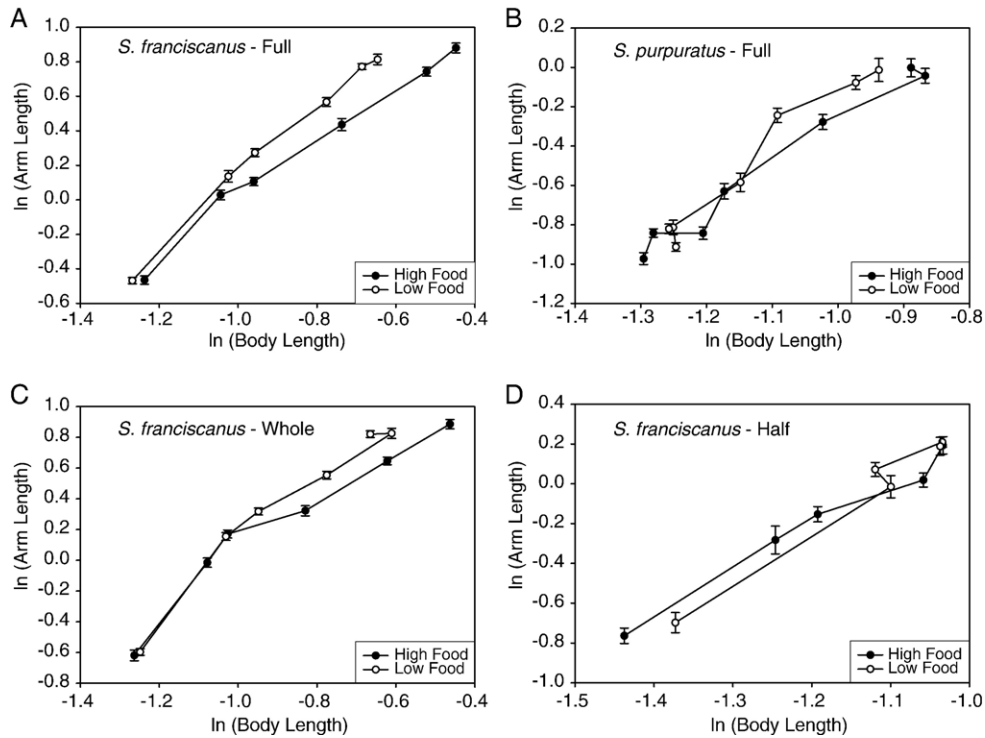 A
S. franciscanus - Full
ln (Arm Length)
1.0
0.8
0.6
0.4
0.2
0.0
-0.2
-0.4
-0.6
High Food
Low Food
-1.4 -1.2 -1.0 -0.8 -0.6 -0.4
ln (Body Length)
B
S. purpuratus - Full
ln (Arm Length)
0.2
0.0
-0.2
-0.4
-0.6
-0.8
-1.0
-1.2
High Food
Low Food
-1.4 -1.3 -1.2 -1.1 -1.0 -0.9 -0.8
ln (Body Length)
C
S. franciscanus - Whole
ln (Arm Length)
1.0
0.8
0.6
0.4
0.2
0.0
-0.2
-0.4
-0.6
-0.8
High Food
Low Food
-1.4 -1.2 -1.0 -0.8 -0.6 -0.4
ln (Body Length)
D
S. franciscanus - Half
ln (Arm Length)
0.4
0.2
0.0
-0.2
-0.4
-0.6
-0.8
-1.0
High Food
Low Food
-1.5 -1.4 -1.3 -1.2 -1.1 -1.0
ln (Body Length)